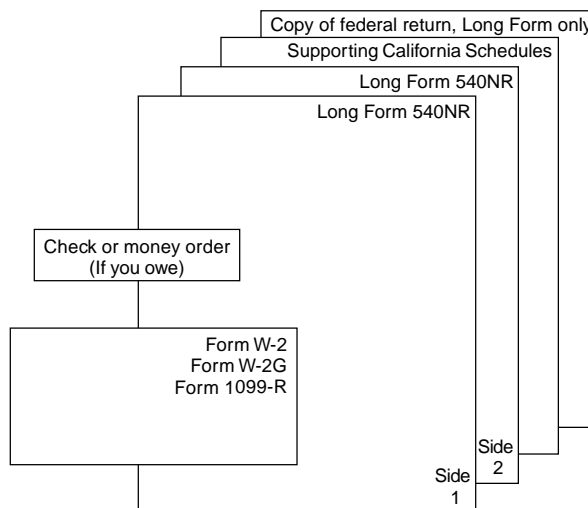 Copy of federal return, Long Form only
Supporting California Schedules
Long Form 540NR
Long Form 540NR
Check or money order
(If you owe)
Form W-2
Form W-2G
Form 1099-R
Side
2
Side
1